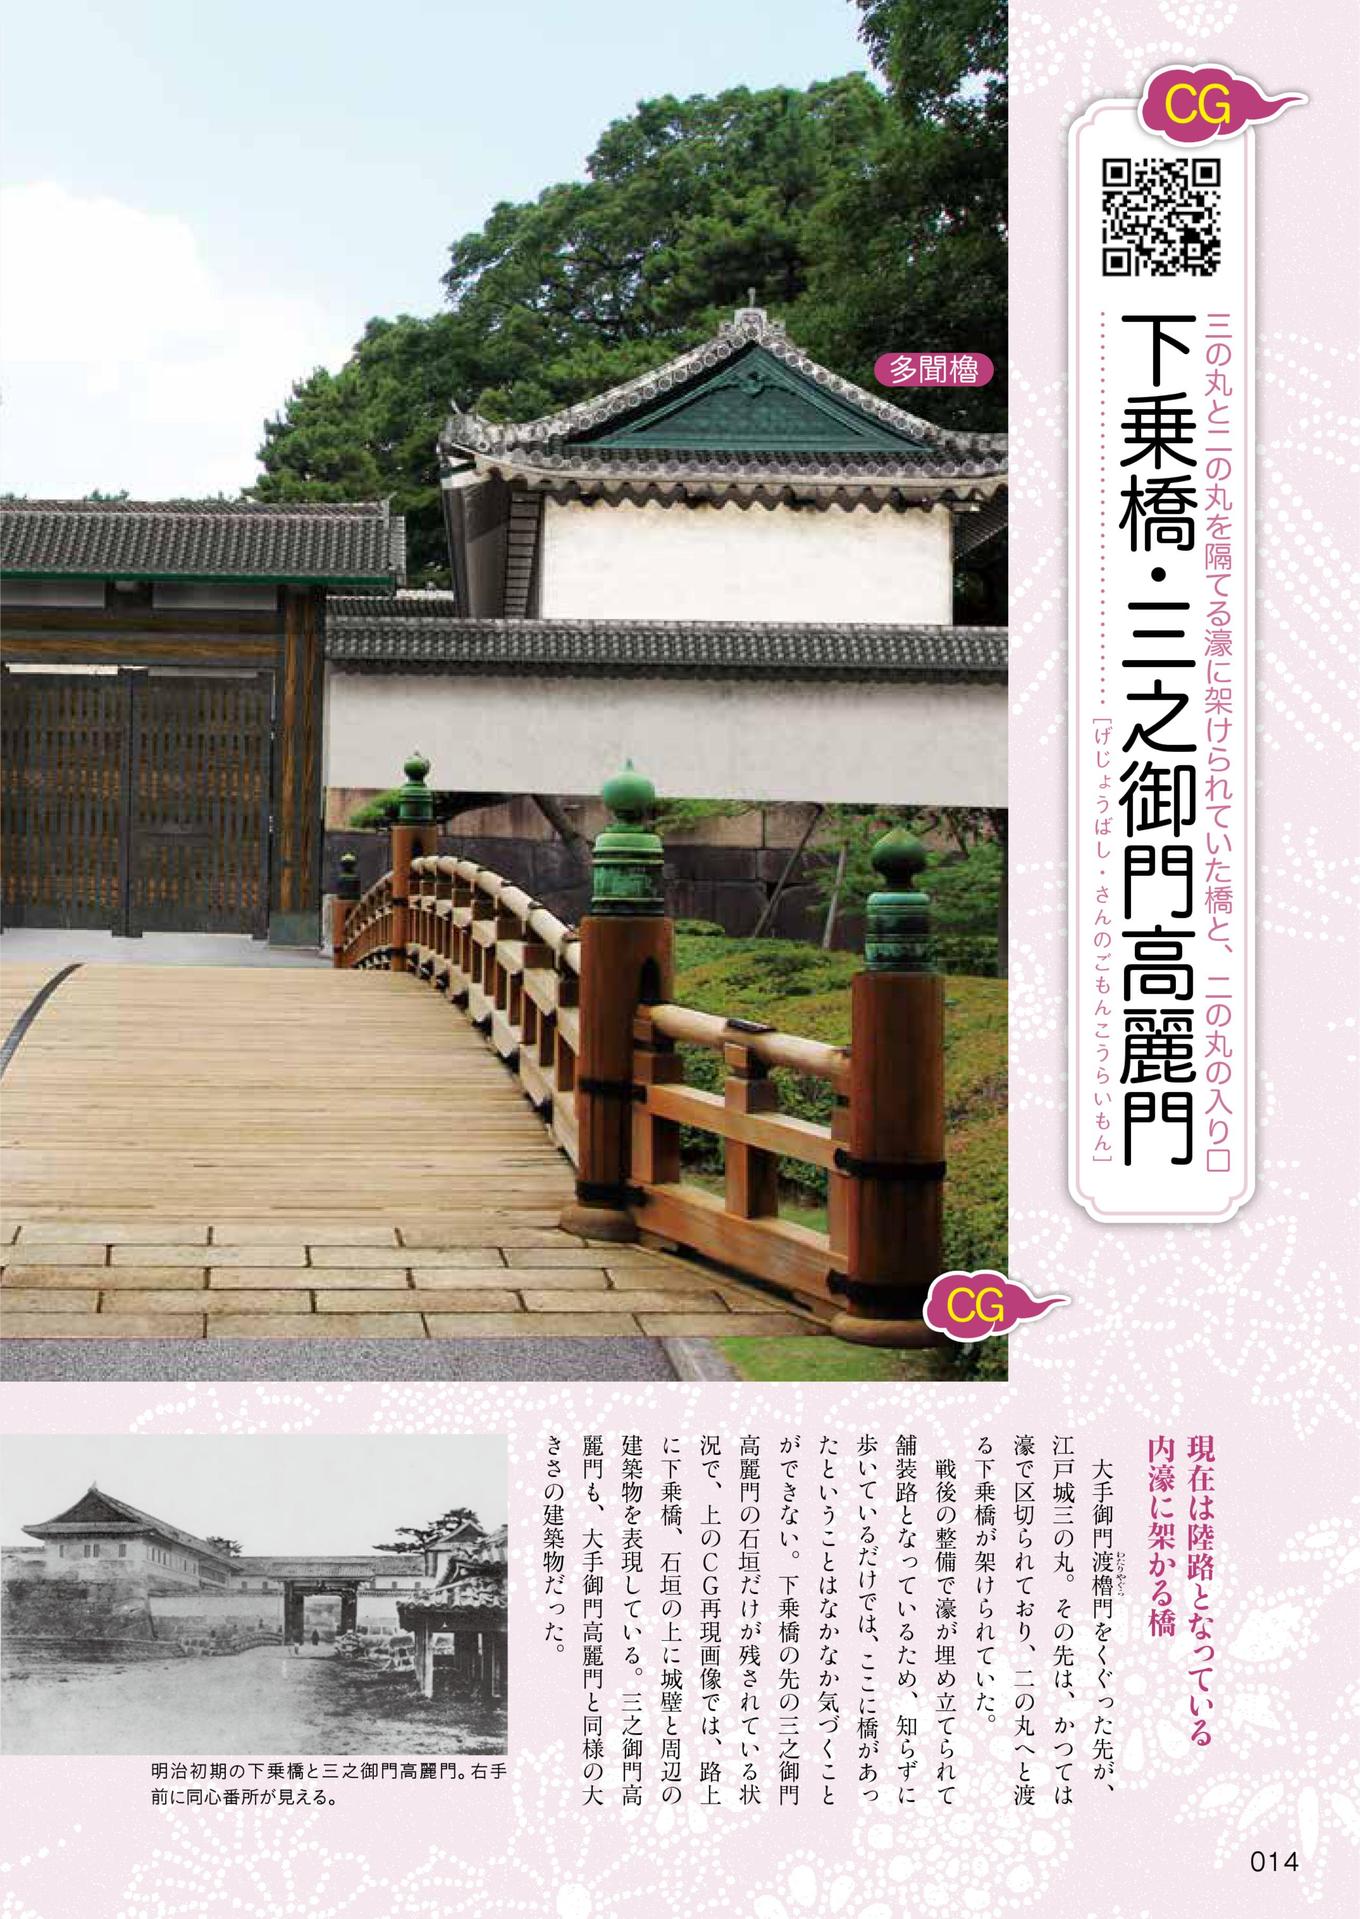 CG
三の丸と二の丸を隔てる濠に架けられていた橋と、二の丸の入り口
下乗橋・三之御門高麗門
[げじょうばし・さんのごもんこうらいもん]
多聞櫓
CG
現在は陸路となっている
内濠に架かる橋
大手御門渡櫓門をくぐった先が、
わたりやぐら
江戸城三の丸。その先は、かつては
濠で区切られており、二の丸へと渡
る下乗橋が架けられていた。
戦後の整備で濠が埋め立てられて
舗装路となっているため、知らずに
歩いているだけでは、ここに橋があっ
たということはなかなか気づくこと
ができない。下乗橋の先の三之御門
高麗門の石垣だけが残されている状
況で、上のCG再現画像では、路上
に下乗橋、石垣の上に城壁と周辺の
建築物を表現している。三之御門高
麗門も、大手御門高麗門と同様の大
きさの建築物だった。
明治初期の下乗橋と三之御門高麗門。右手
前に同心番所が見える。
014